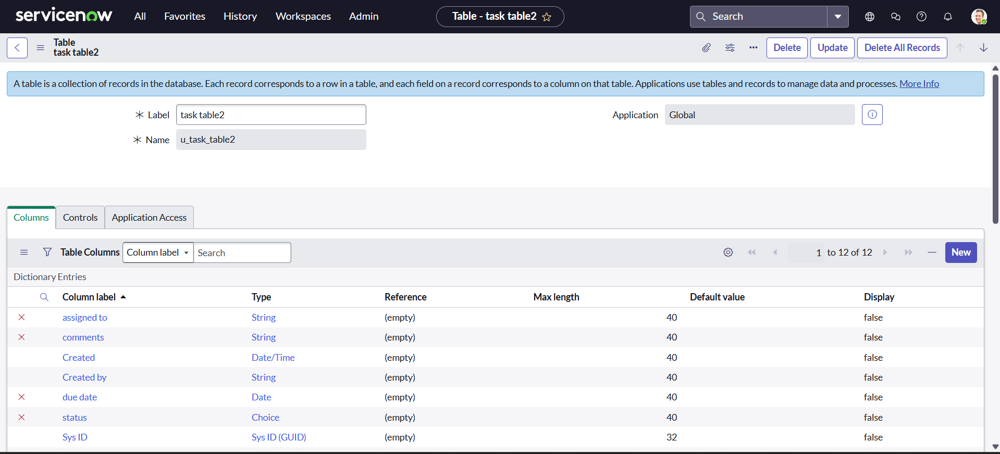 servicenow All Favorites History Workspaces Admin Table - task table2 Search
Table
task table2
Delete Update Delete All Records
A table is a collection of records in the database. Each record corresponds to a row in a table, and each field on a record corresponds to a column on that table. Applications use tables and records to manage data and processes. More Info
Label task table2 Application Global
Name u_task_table2
Columns Controls Application Access
Table Columns Column label Search 1 to 12 of 12 New
Dictionary Entries
Column label Type Reference Max length Default value Display
assigned to String (empty) 40 false
comments String (empty) 40 false
Created Date/Time (empty) 40 false
Created by String (empty) 40 false
due date Date (empty) 40 false
status Choice (empty) 40 false
Sys ID Sys ID (GUID) (empty) 32 false